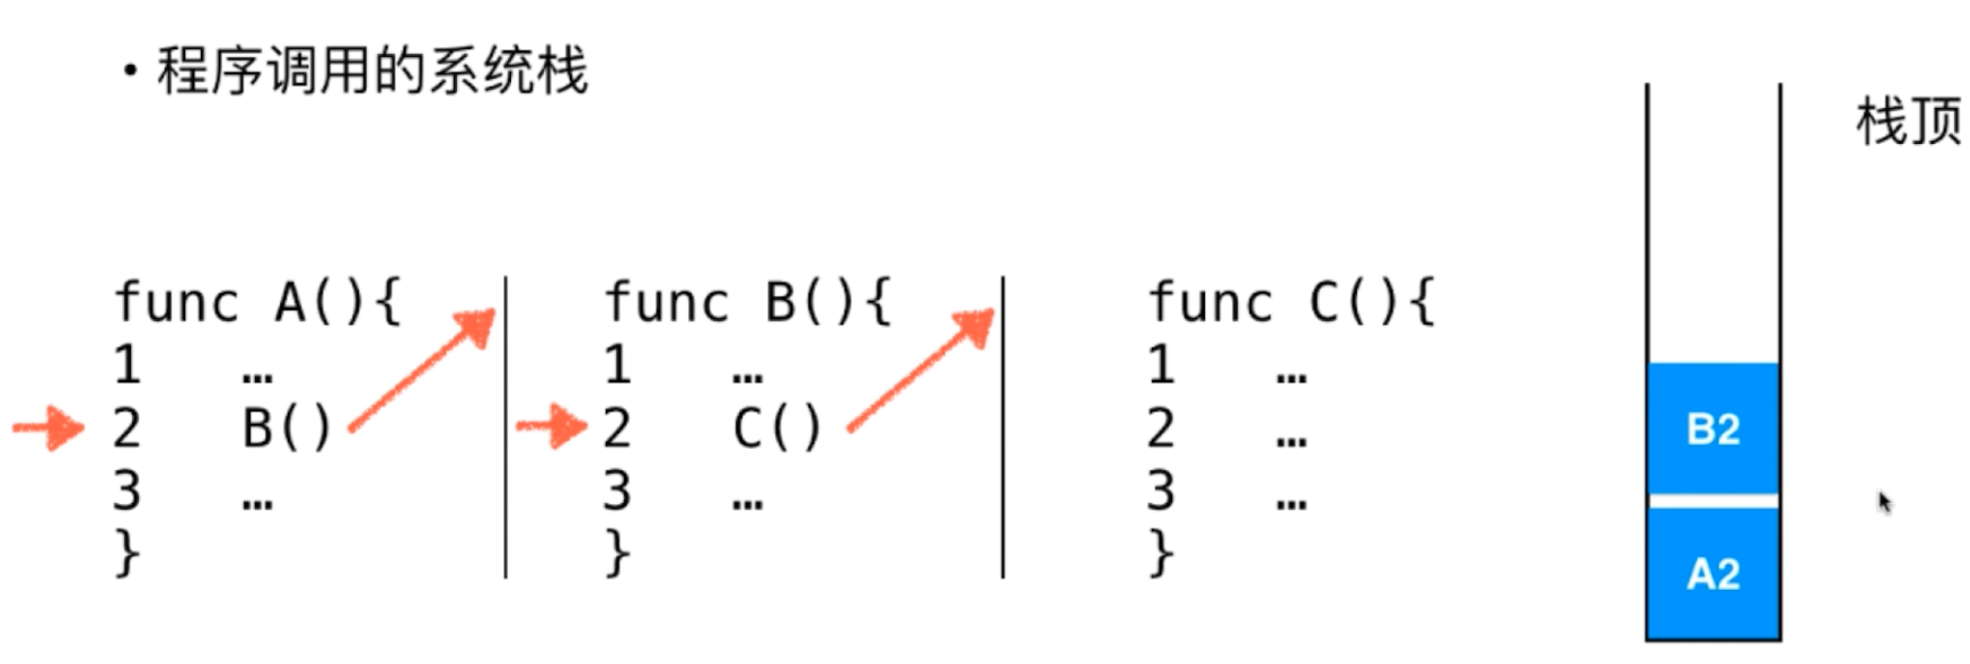 • 程序调用的系统栈
栈顶
func A(){
1 …
2 B()
3 …
}
func B(){
1 …
2 C()
3 …
}
func C(){
1 …
2 …
3 …
}
B2
A2